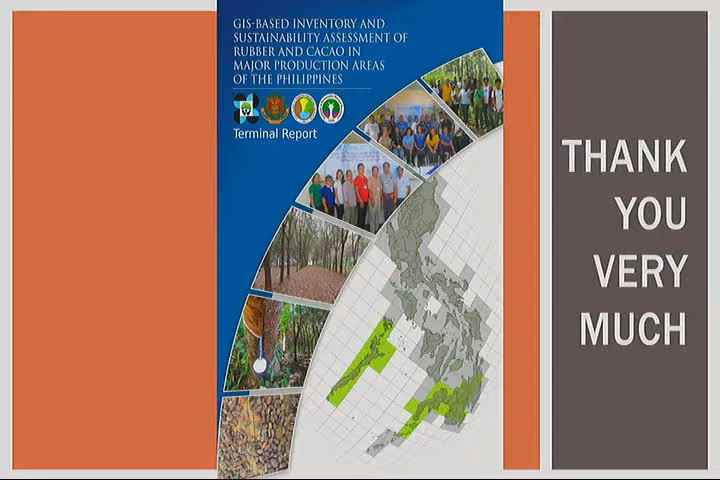 GIS-BASED INVENTORY AND
SUSTAINABILITY ASSESSMENT OF
RUBBER AND CACAO IN
MAJOR PRODUCTION AREAS
OF THE PHILIPPINES
Terminal Report
THANK
YOU
VERY
MUCH